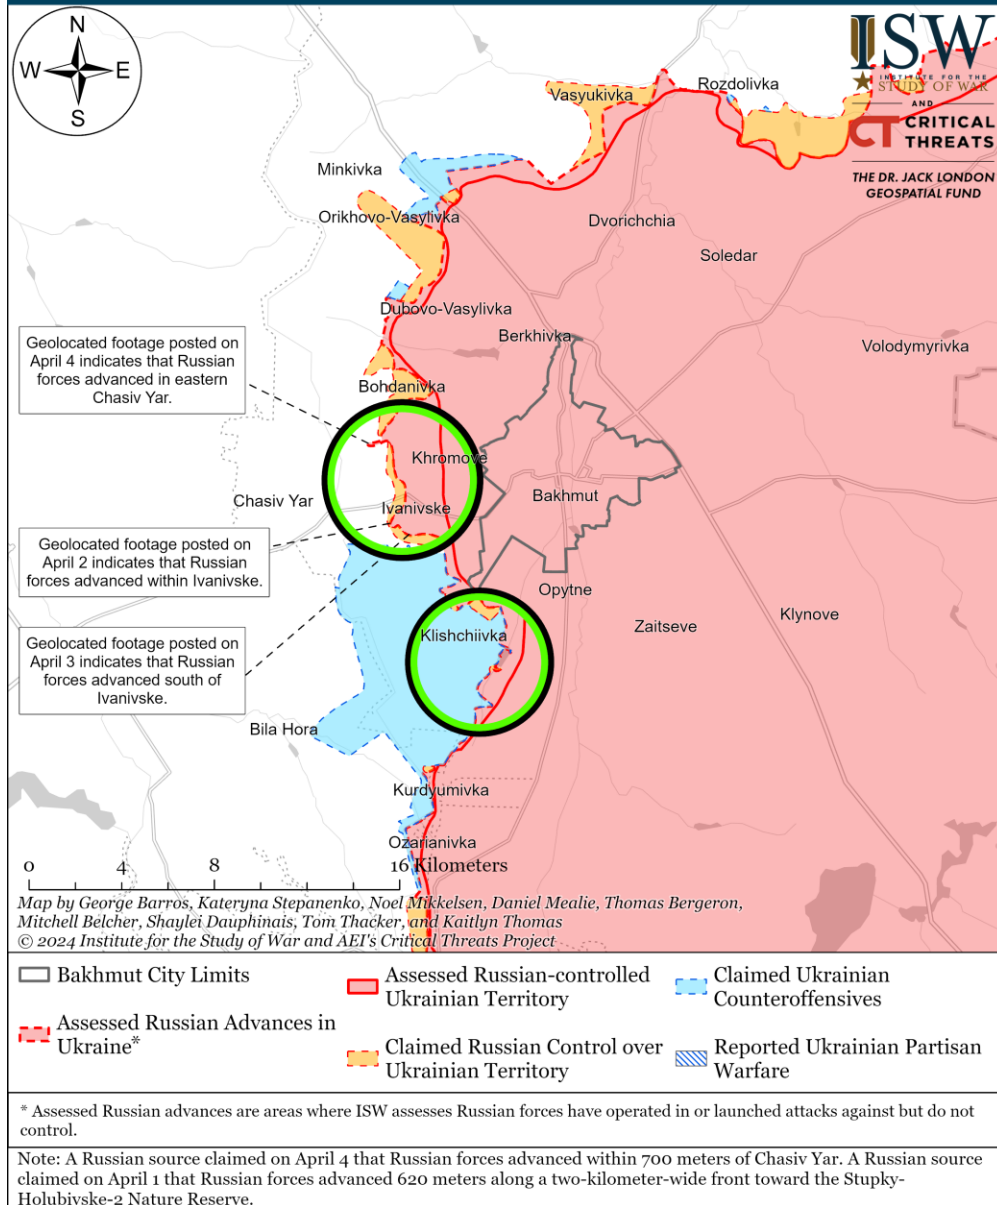 N
W
E
S
ISW
INSTITUTE FOR THE
STUDY OF WAR
AND
CT CRITICAL
THREATS
THE DR. JACK LONDON
GEOSPATIAL FUND
Vasyukivka
Rozdolivka
Minkivka
Orikhovo-Vasylivka
Dvorichchia
Soledar
Dubovo-Vasylivka
Berkhivka
Volodymyrivka
Geolocated footage posted on
April 4 indicates that Russian
forces advanced in eastern
Chasiv Yar.
Bohdanivka
Khromove
Chasiv Yar
Ivanivske
Bakhmut
Geolocated footage posted on
April 2 indicates that Russian
forces advanced within Ivanivske.
Opytne
Klishchiivka
Zaitseve
Klynove
Geolocated footage posted on
April 3 indicates that Russian
forces advanced south of
Ivanivske.
Bila Hora
Kurdyumivka
Ozarianivka
0 4 8 16 Kilometers
Map by George Barros, Kateryna Stepanenko, Noel Mikkelsen, Daniel Mealie, Thomas Bergeron,
Mitchell Belcher, Shaylei Dauphinais, Tom Thacker, and Kaitlyn Thomas
© 2024 Institute for the Study of War and AEI's Critical Threats Project
Bakhmut City Limits
Assessed Russian Advances in
Ukraine*
Assessed Russian-controlled
Ukrainian Territory
Claimed Russian Control over
Ukrainian Territory
Claimed Ukrainian
Counteroffensives
Reported Ukrainian Partisan
Warfare
* Assessed Russian advances are areas where ISW assesses Russian forces have operated in or launched attacks against but do not
control.
Note: A Russian source claimed on April 4 that Russian forces advanced within 700 meters of Chasiv Yar. A Russian source
claimed on April 1 that Russian forces advanced 620 meters along a two-kilometer-wide front toward the Stupky-
Holubivske-2 Nature Reserve.